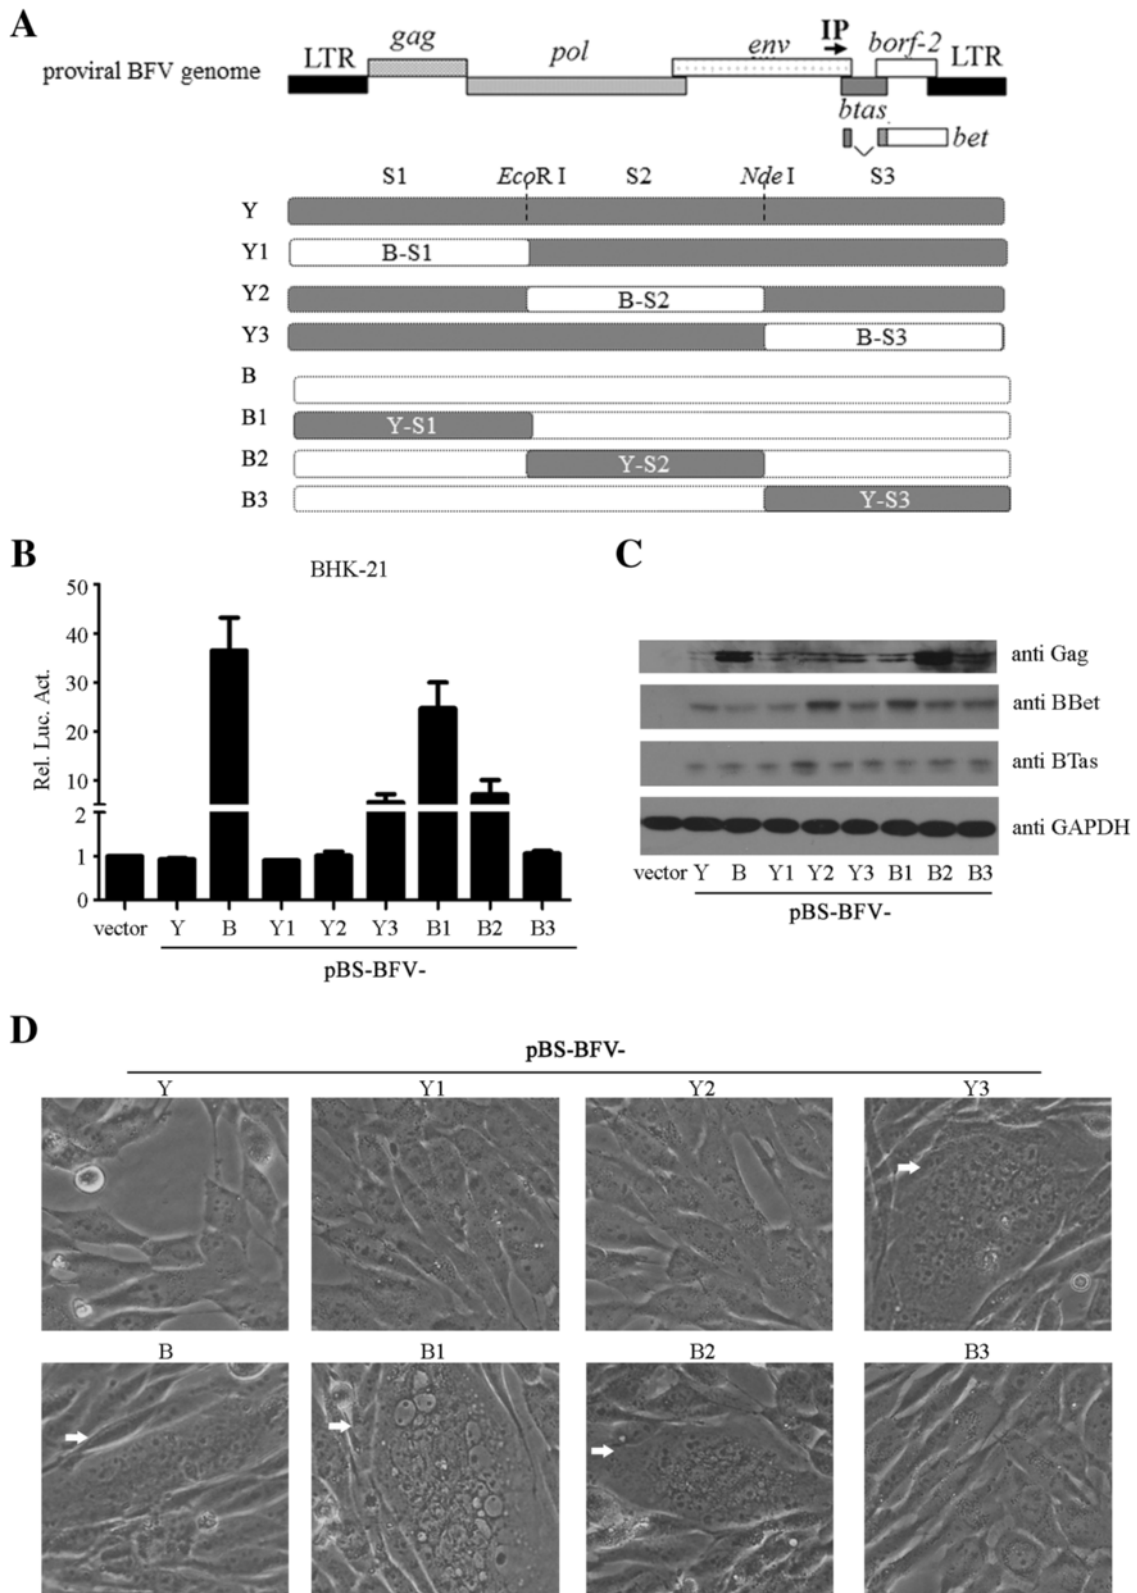 A
IP
gag
env
borf-2
LTR
pol
LTR
proviral BFV genome
btas
bet
S1
EcoR I
S2
Nde I
S3
Y
Y1
B-S1
Y2
B-S2
Y3
B-S3
B
B1
Y-S1
B2
Y-S2
B3
Y-S3
B
BHK-21
Rel. Luc. Act.
50
40
30
20
10
2
1
0
vector Y B Y1 Y2 Y3 B1 B2 B3
pBS-BFV-
C
anti Gag
anti BBet
anti BTas
anti GAPDH
vector Y B Y1 Y2 Y3 B1 B2 B3
pBS-BFV-
D
pBS-BFV-
Y Y1 Y2 Y3
B B1 B2 B3